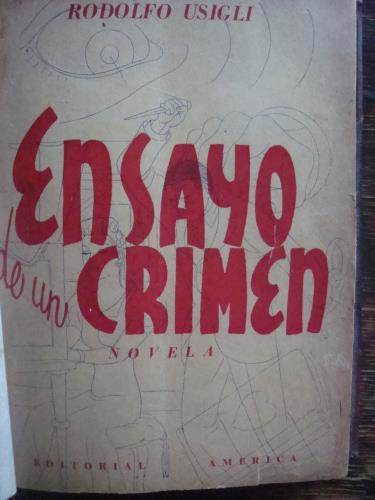 RODOLFO USIGLI
ENSAYO
de un
CRIMEN
NOVELA
EDITORIAL AMERICA